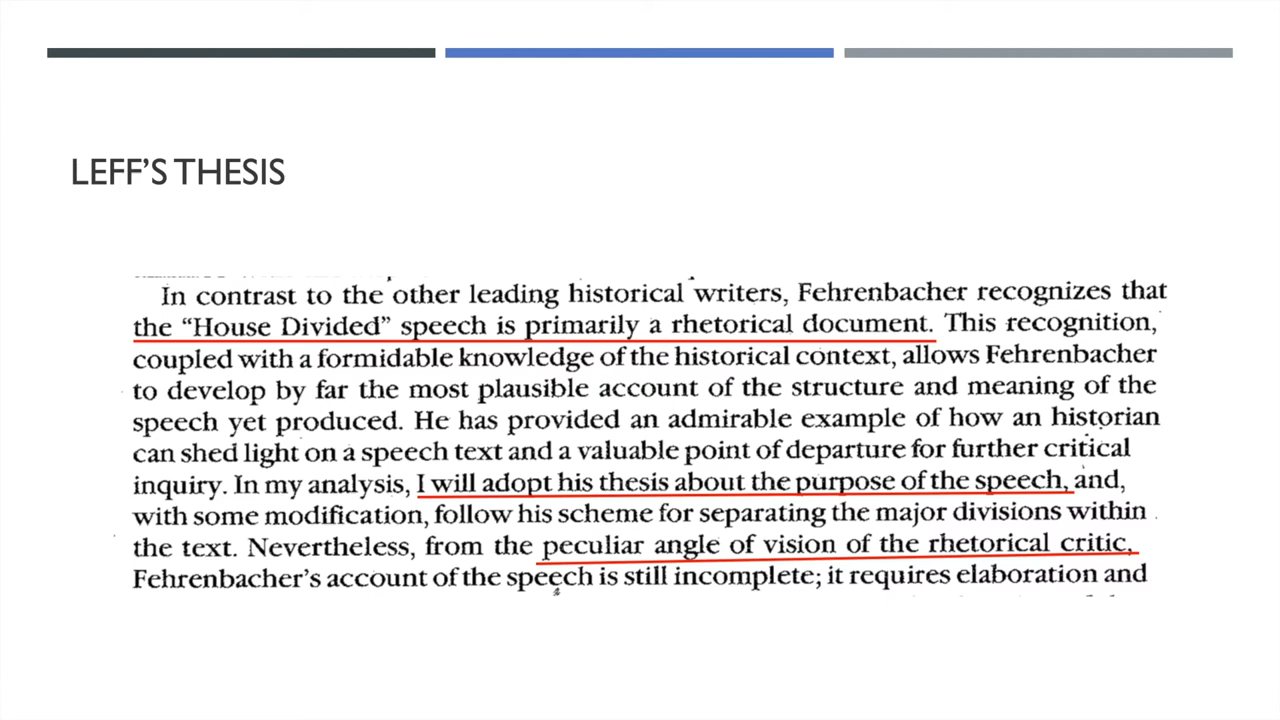 LEFF'S THESIS
In contrast to the other leading historical writers, Fehrenbacher recognizes that
the “House Divided” speech is primarily a rhetorical document. This recognition,
coupled with a formidable knowledge of the historical context, allows Fehrenbacher
to develop by far the most plausible account of the structure and meaning of the
speech yet produced. He has provided an admirable example of how an historian
can shed light on a speech text and a valuable point of departure for further critical
inquiry. In my analysis, I will adopt his thesis about the purpose of the speech, and,
with some modification, follow his scheme for separating the major divisions within
the text. Nevertheless, from the peculiar angle of vision of the rhetorical critic,
Fehrenbacher's account of the speech is still incomplete; it requires elaboration and